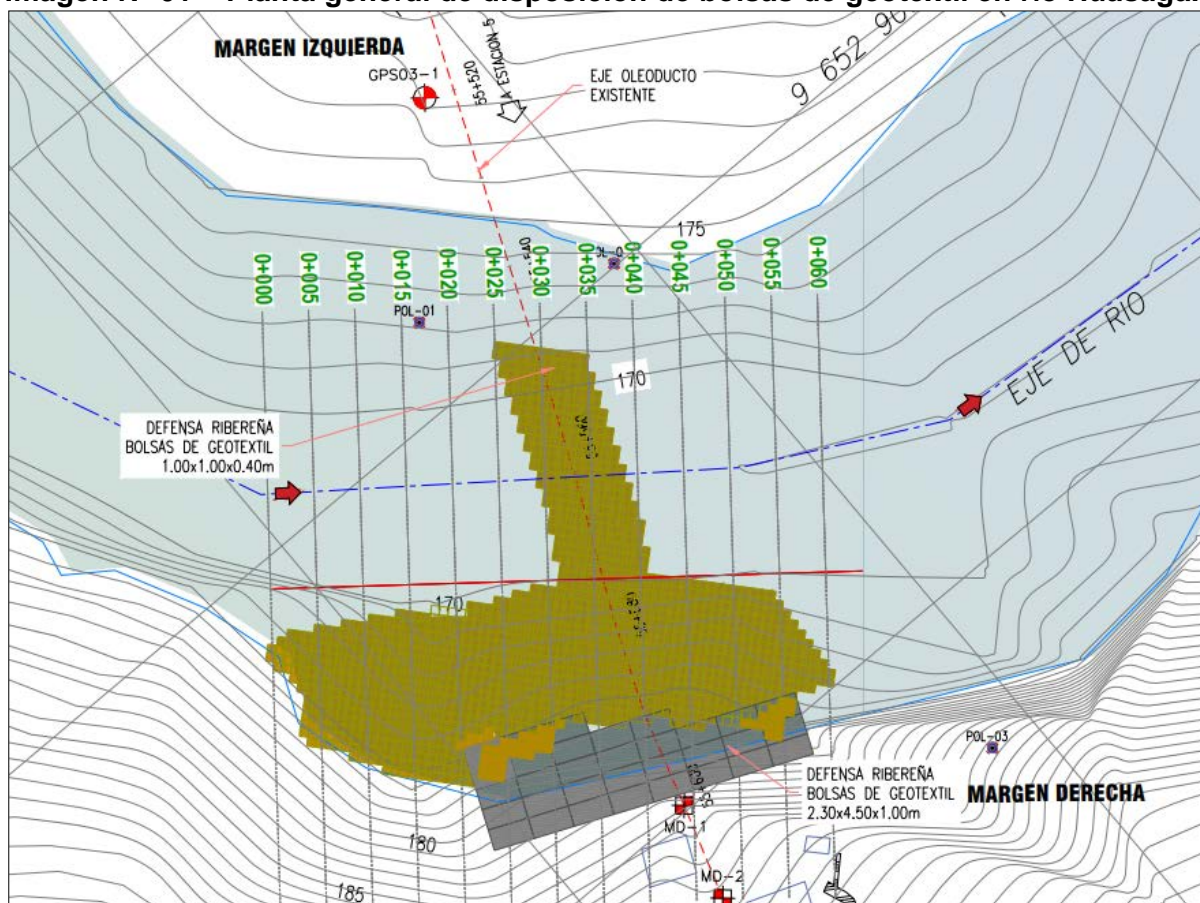 MARGEN IZQUIERDA
GPS03-1
55+520
A ESTACION-5
EJE OLEODUCTO
EXISTENTE
175
0+000
0+005
0+010
0+015
0+020
0+025
0+030
0+035
0+040
0+045
0+050
0+055
0+060
POL-01
170
EJE DE RIO
DEFENSA RIBEREÑA
BOLSAS DE GEOTEXTIL
1.00x1.00x0.40m
170
POL-03
DEFENSA RIBEREÑA
BOLSAS DE GEOTEXTIL
2.30x4.50x1.00m
MARGEN DERECHA
MD-1
180
MD-2
185